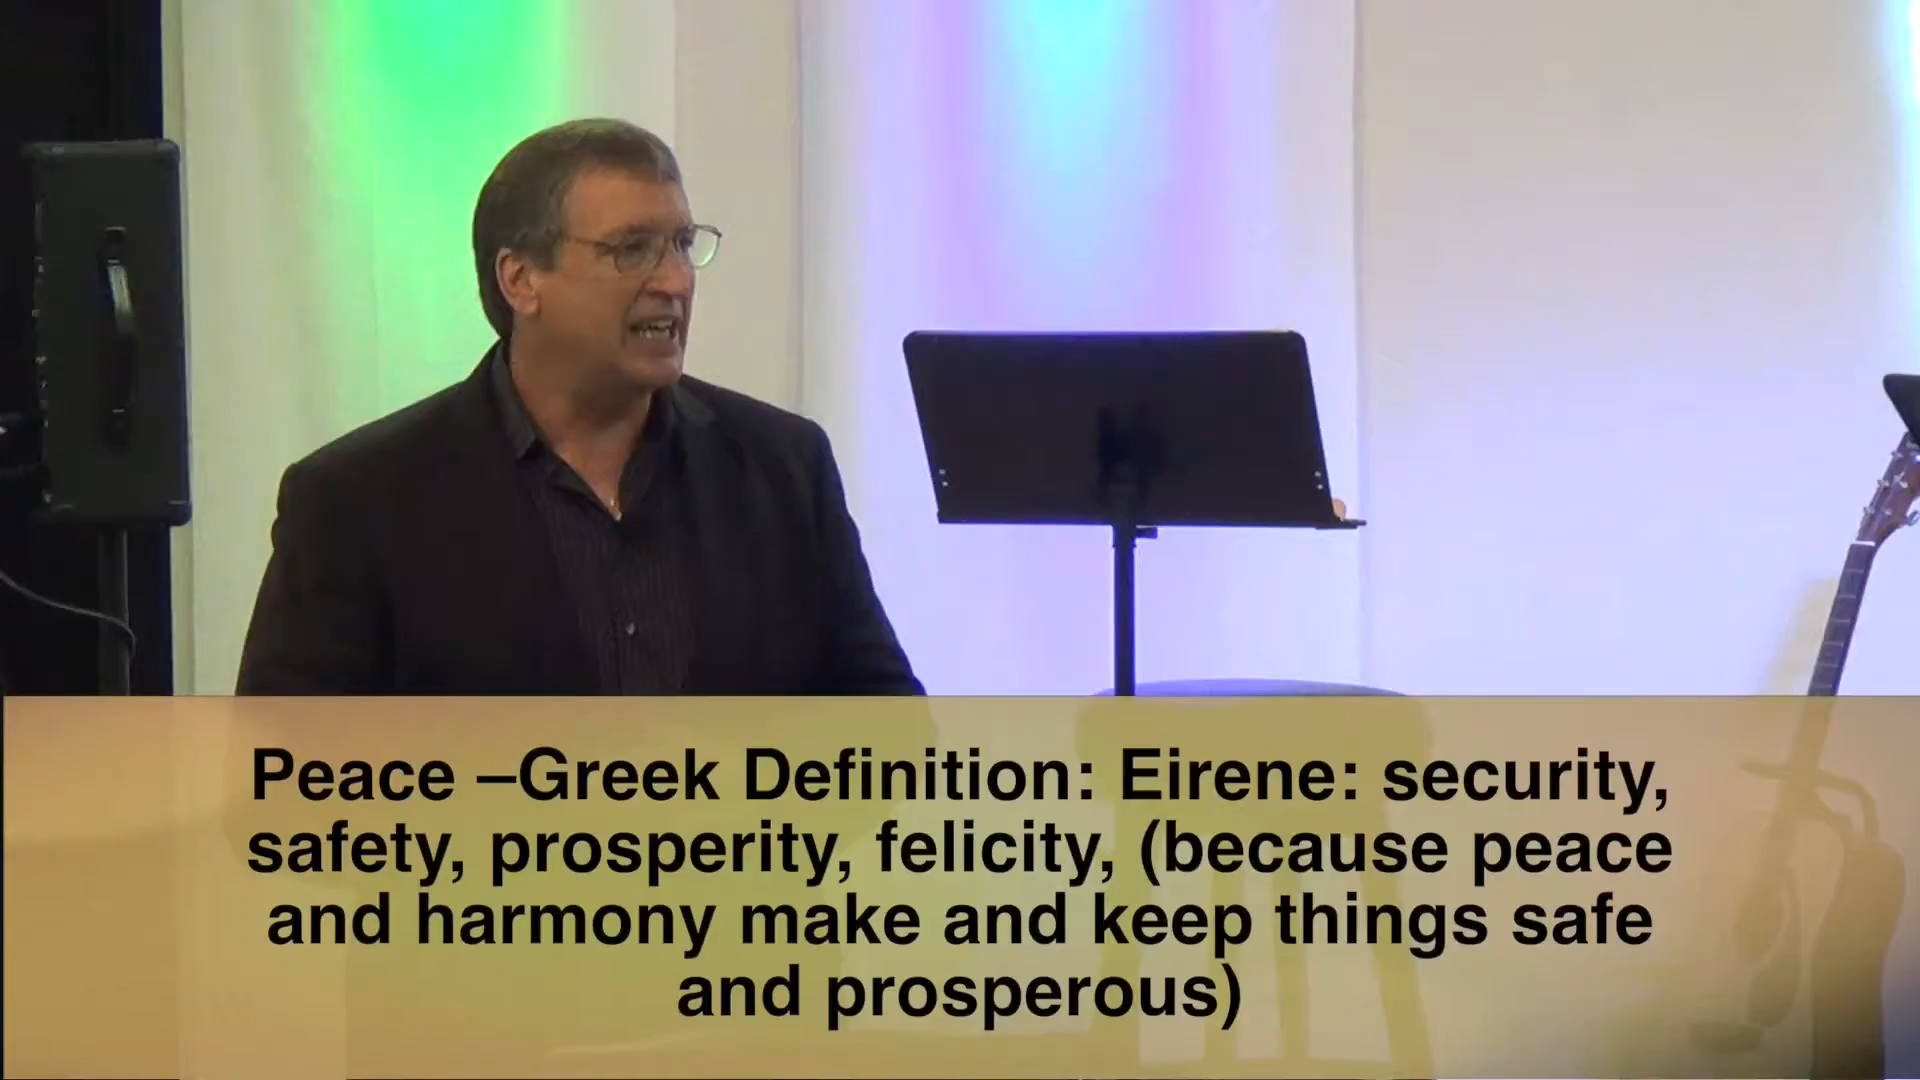 Peace –Greek Definition: Eirene: security,
safety, prosperity, felicity, (because peace
and harmony make and keep things safe
and prosperous)